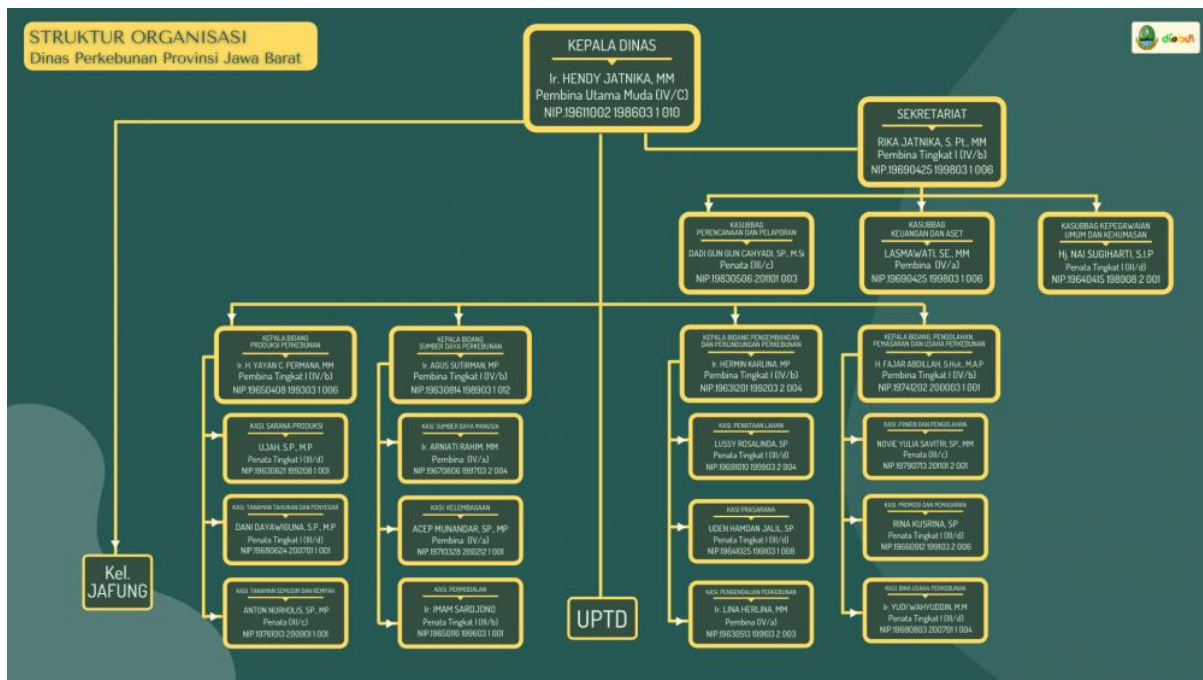 STRUKTUR ORGANISASI
Dinas Perkebunan Provinsi Jawa Barat
KEPALA DINAS
Ir. HENDY JATNIKA, MM
Pembina Utama Muda (IV/C)
NIP.19611002 198603 1 010
disbun
SEKRETARIAT
RIKA JATNIKA, S. Pt., MM
Pembina Tingkat I (IV/b)
NIP.19690425 199803 1 006
KASUBBAG
PERENCANAAN DAN PELAPORAN
DADI GUN GUN CAHYADI, SP., M.Si
Penata (III/c)
NIP.19830506 201101 003
KASUBBAG
KEUANGAN DAN ASET
LASMAWATI, SE., MM
Pembina (IV/a)
NIP.19690425 199803 1 006
KASUBBAG KEPEGAWAIAN
UMUM DAN KEHUMASAN
Hj. NAI SUGIHARTI, S.I.P
Penata Tingkat I (III/d)
NIP.19640415 198908 2 001
KEPALA BIDANG
PRODUKSI PERKEBUNAN
Ir. H. YAYAN C. PERMANA, MM
Pembina Tingkat I (IV/b)
NIP.19650408 199303 1 006
KEPALA BIDANG
SUMBER DAYA PERKEBUNAN
Ir. AGUS SUTIRMAN, MP
Pembina Tingkat I (IV/b)
NIP.19630814 198903 1 012
KEPALA BIDANG PENGEMBANGAN
DAN PERLINDUNGAN PERKEBUNAN
Ir. HERMIN KARLINA, MP
Pembina Tingkat I (IV/b)
NIP.19631201 199203 2 004
KEPALA BIDANG, PENGOLAHAN,
PEMASARAN DAN USAHA PERKEBUNAN
H. FAJAR ABDILLAH, S.Hut., M.A.P
Pembina Tingkat I (IV/b)
NIP.19741202 200003 1 001
KASI. SARANA PRODUKSI
UJAH, S.P., M.P
Penata Tingkat I (III/d)
NIP.19630621 199208 1 001
KASI. SUMBER DAYA MANUSIA
Ir. ARNIATI RAHIM, MM
Pembina (IV/a)
NIP.19670806 199703 2 004
KASI. PENATAAN LAHAN
LUSSY ROSALINDA, SP
Penata Tingkat I (III/d)
NIP.19691010 199903 2 004
KASI. PANEN DAN PENGOLAHAN
NOVIE YULIA SAVITRI, SP., MM
Penata (III/c)
NIP.19790713 201101 2 001
KASI. TANAMAN TAHUNAN DAN PENYEGAR
DANI DAYAWIGUNA, S.P., M.P
Penata Tingkat I (III/d)
NIP.19680624 200701 1 001
KASI. KELEMBAGAAN
ACEP MUNANDAR, SP., MP
Pembina (IV/a)
NIP.19710328 200212 1 001
KASI PRASARANA
UDEN HAMDAN JALIL, SP
Penata Tingkat I (III/d)
NIP.19641025 199103 1 008
KASI. PROMOSI DAN PEMASARAN
RINA KUSRINA, SP
Penata Tingkat I (III/d)
NIP.19660912 199103 2 006
Kel.
JAFUNG
KASI. TANAMAN SEMUSIM DAN REMPAH
ANTON NURHOLIS, SP., MP
Penata (III/c)
NIP.19781013 200901 1 001
KASI. PERMODALAN
Ir. IMAM SARDJONO
Penata Tingkat I (III/b)
NIP.19650116 199603 1 001
UPTD
KASI. PENGENDALIAN PERKEBUNAN
Ir. LINA HERLINA, MM
Pembina (IV/a)
NIP.19630513 199103 2 003
KASI. BINA USAHA PERKEBUNAN
Ir. YUDI WAHYUDDIN, M.M
Penata Tingkat I (III/d)
NIP.19680803 200701 1 004